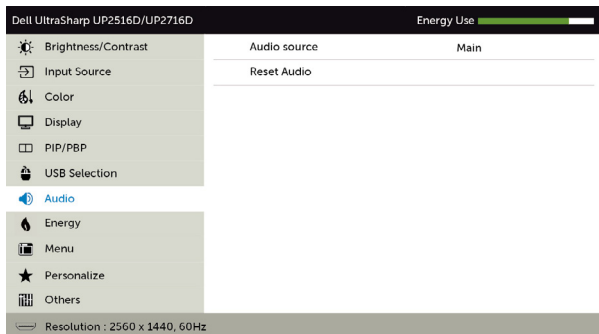 Dell UltraSharp UP2516D/UP2716D Energy Use
Brightness/Contrast Audio source Main
Input Source Reset Audio
Color
Display
PIP/PBP
USB Selection
Audio
Energy
Menu
Personalize
Others
Resolution : 2560 x 1440, 60Hz